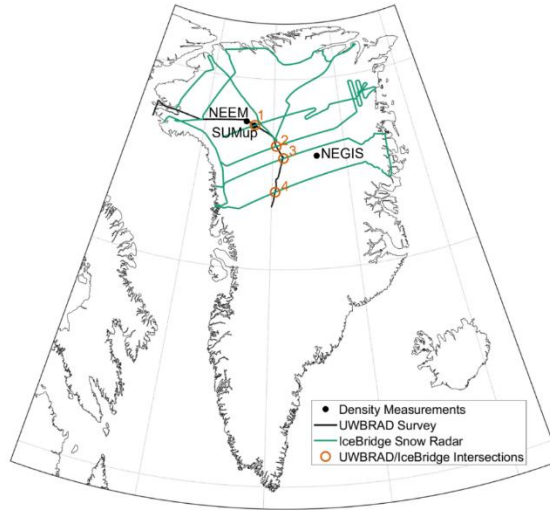 NEEM
1
SUMup
2
3
NEGIS
4
Density Measurements
UWBRAD Survey
IceBridge Snow Radar
UWBRAD/IceBridge Intersections